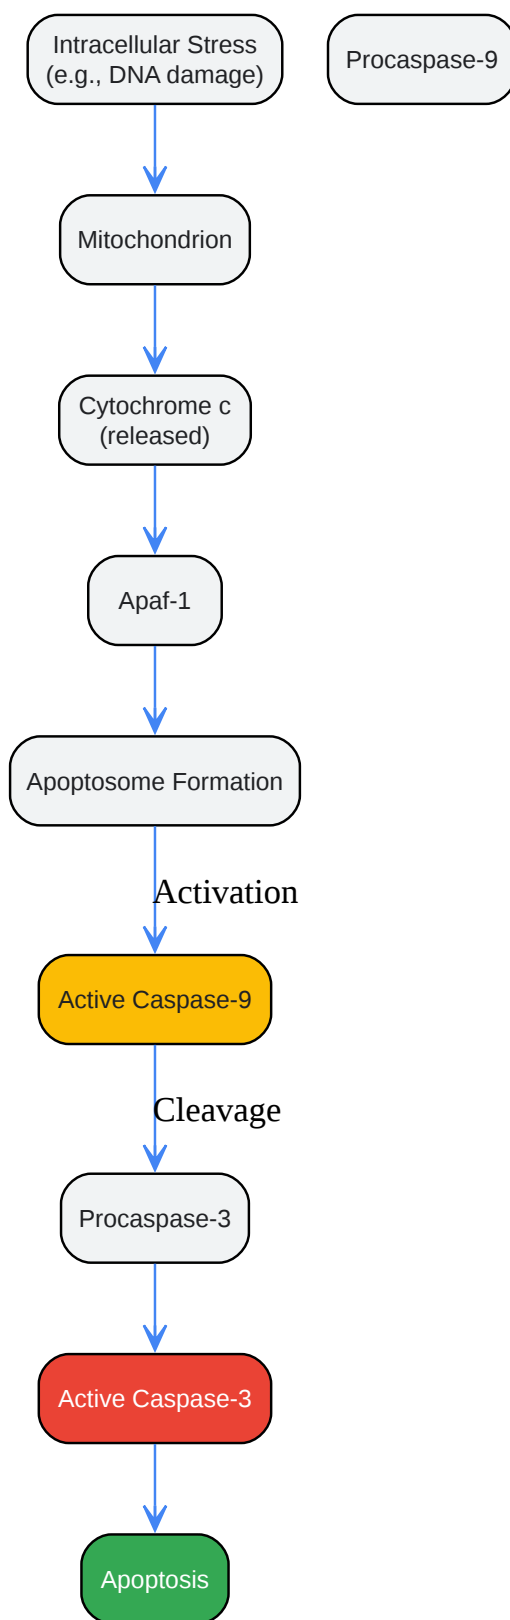 Intracellular Stress
(e.g., DNA damage)
Procaspase-9
Mitochondrion
Cytochrome c
(released)
Apaf-1
Apoptosome Formation
Activation
Active Caspase-9
Cleavage
Procaspase-3
Active Caspase-3
Apoptosis